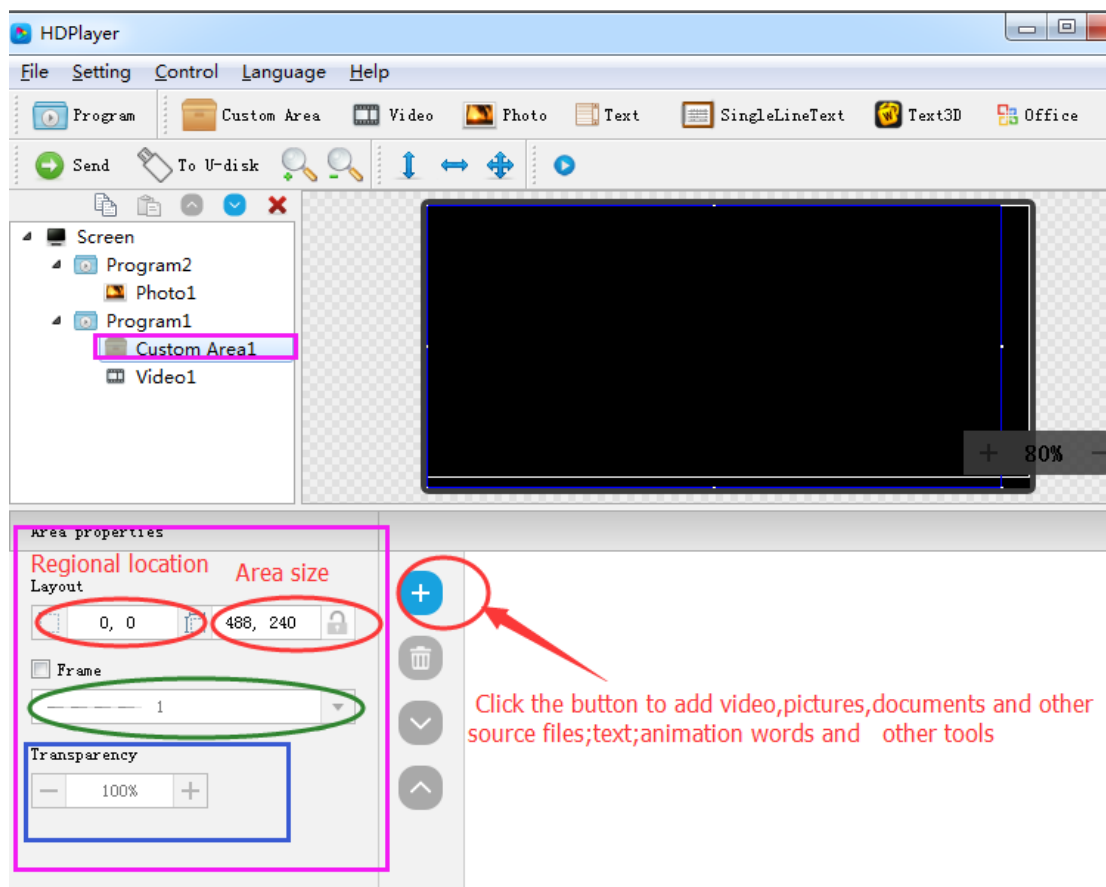 HDPlayer
File Setting Control Language Help
Program Custom Area Video Photo Text SingleLineText Text3D Office
Send To U-disk
Screen
Program2
Photo1
Program1
Custom Area1
Video1
+ 80% −
Area properties
Regional location Area size
Layout
0, 0 488, 240
Frame
1
Click the button to add video,pictures,documents and other
source files;text;animation words and other tools
Transparency
− 100% +